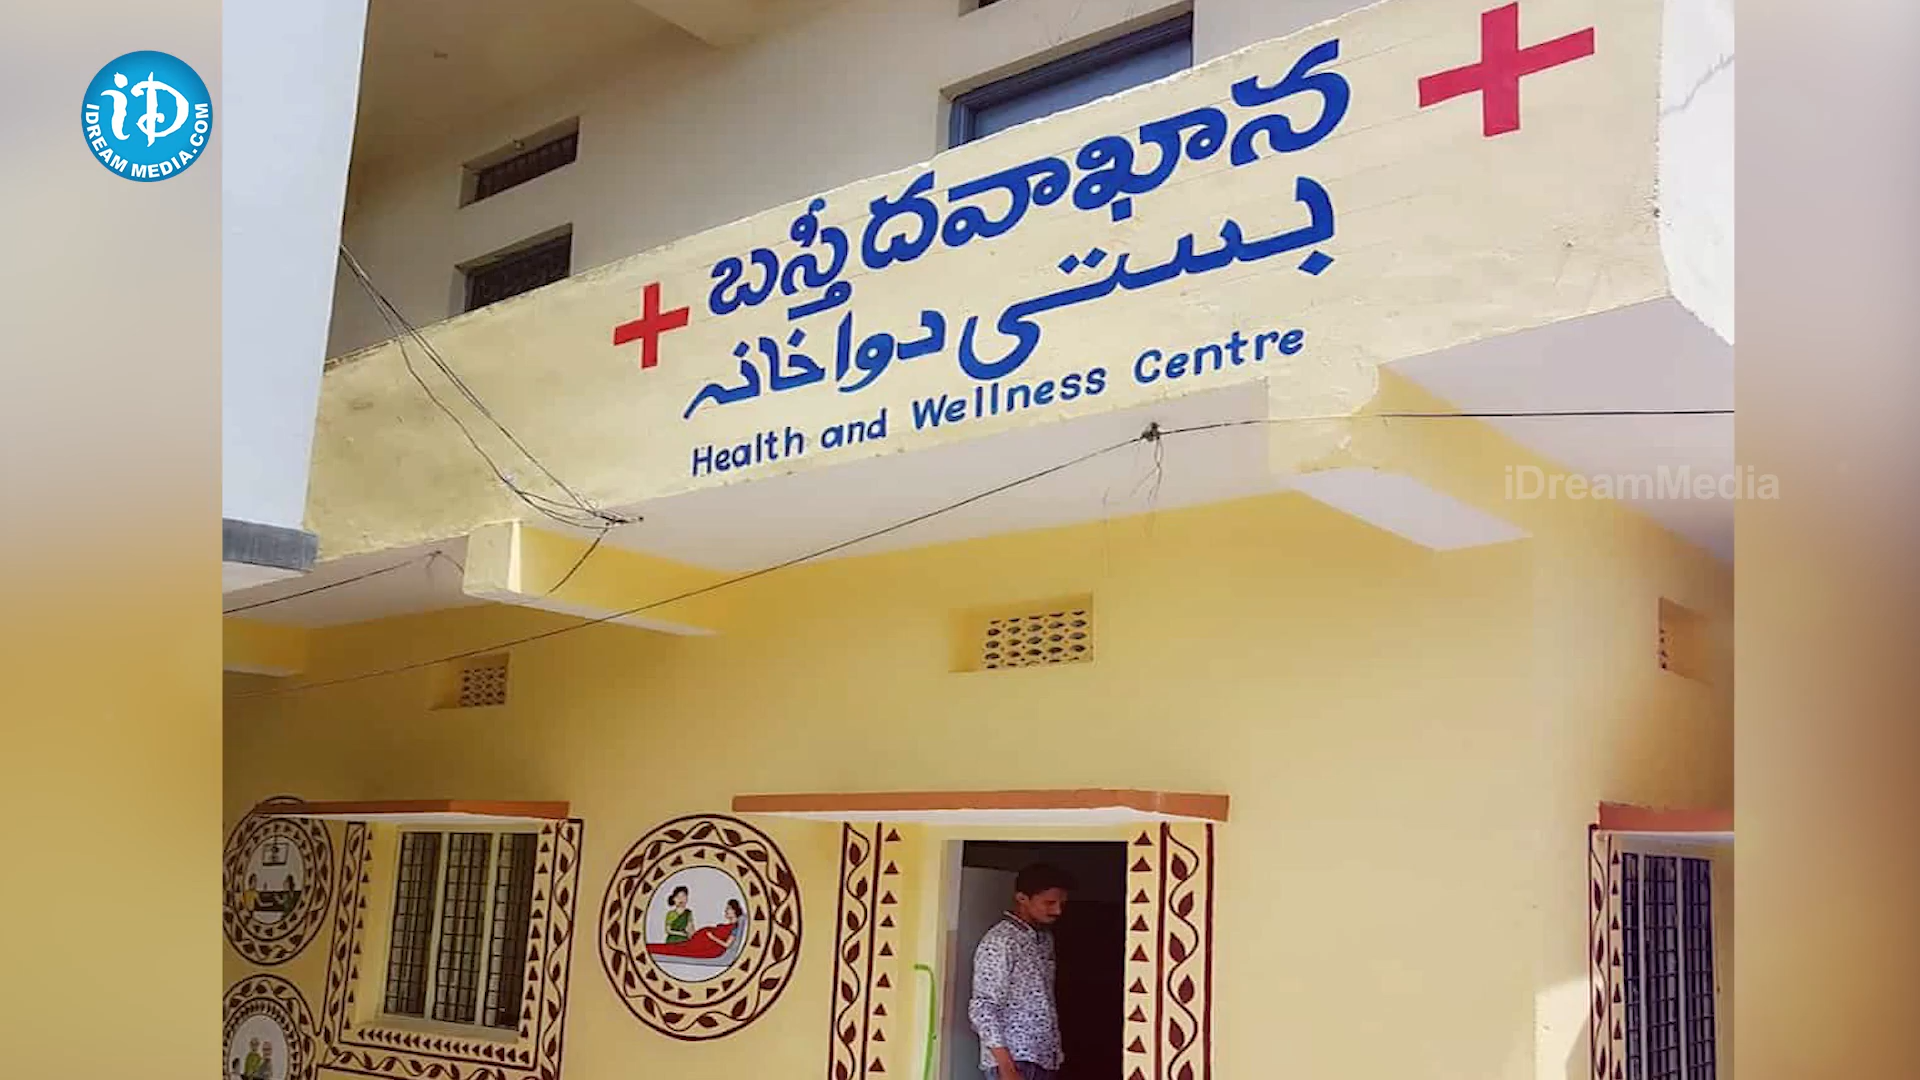 iD
IDREAM MEDIA.COM
బస్తీదవాఖాన
بستی دواخانہ
Health and Wellness Centre
iDreamMedia